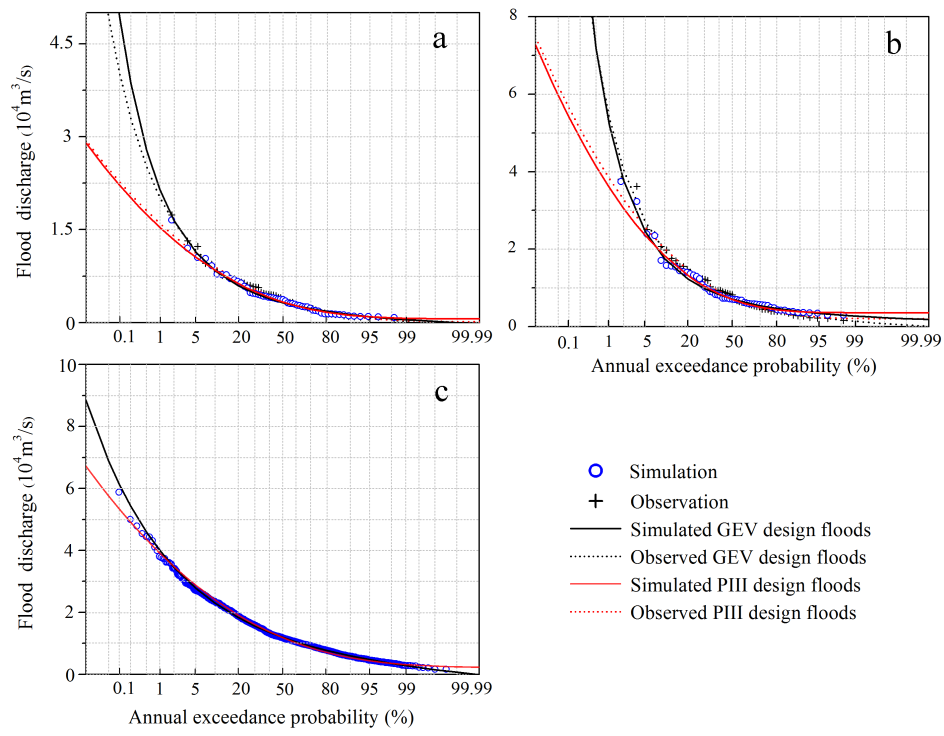 a
4.5
3
1.5
0
Flood discharge (10⁴m³/s)
0.1 1 5 20 50 80 95 99 99.99
b
8
6
4
2
0
0.1 1 5 20 50 80 95 99 99.99
Annual exceedance probability (%)
c
10
8
6
4
2
0
Flood discharge (10⁴m³/s)
0.1 1 5 20 50 80 95 99 99.99
Annual exceedance probability (%)
Simulation
Observation
Simulated GEV design floods
Observed GEV design floods
Simulated PIII design floods
Observed PIII design floods